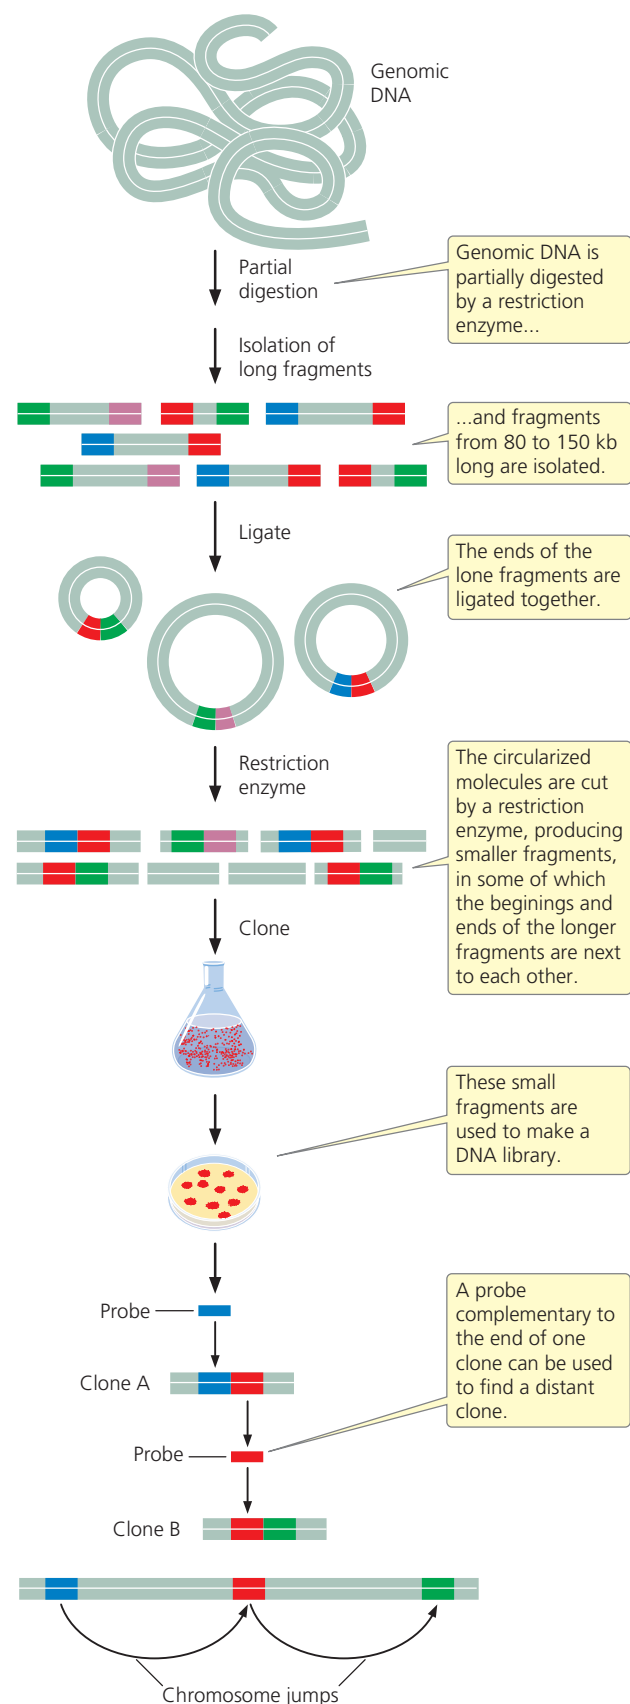 Genomic
DNA
Partial
digestion
Genomic DNA is
partially digested
by a restriction
enzyme...
Isolation of
long fragments
...and fragments
from 80 to 150 kb
long are isolated.
Ligate
The ends of the
lone fragments are
ligated together.
Restriction
enzyme
The circularized
molecules are cut
by a restriction
enzyme, producing
smaller fragments,
in some of which
the beginings and
ends of the longer
fragments are next
to each other.
Clone
These small
fragments are
used to make a
DNA library.
Probe
A probe
complementary to
the end of one
clone can be used
to find a distant
clone.
Clone A
Probe
Clone B
Chromosome jumps